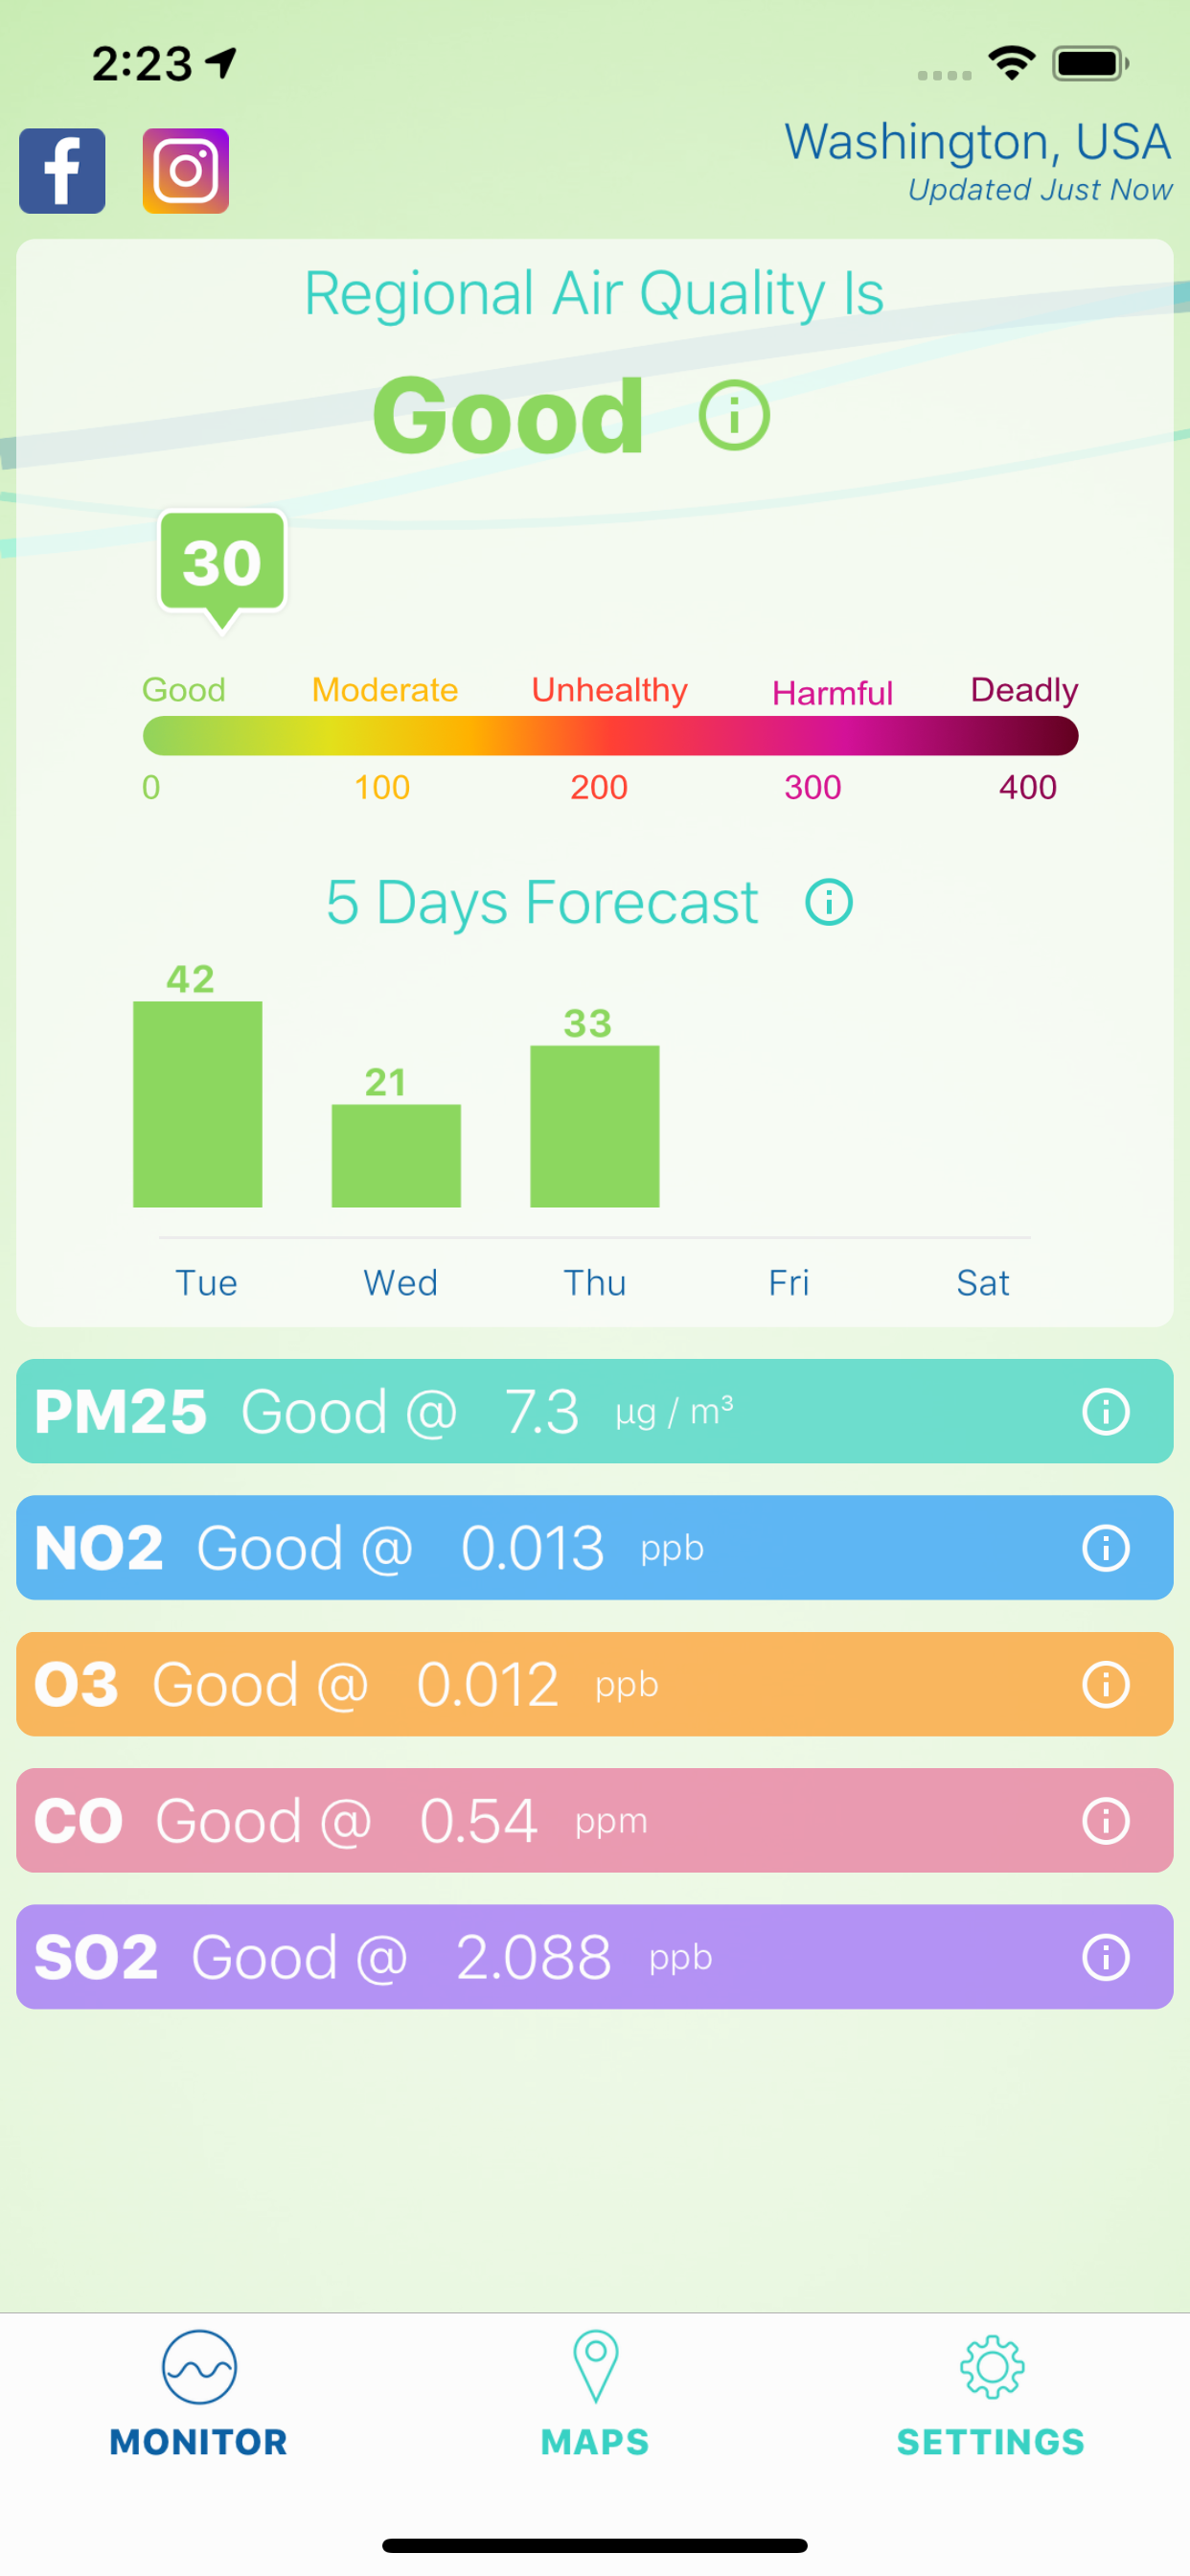 2:23
Washington, USA
Updated Just Now
Regional Air Quality Is
Good
30
Good Moderate Unhealthy Harmful Deadly
0 100 200 300 400
5 Days Forecast
42 21 33
Tue Wed Thu Fri Sat
PM25 Good @ 7.3 µg / m³
NO2 Good @ 0.013 ppb
O3 Good @ 0.012 ppb
CO Good @ 0.54 ppm
SO2 Good @ 2.088 ppb
MONITOR MAPS SETTINGS